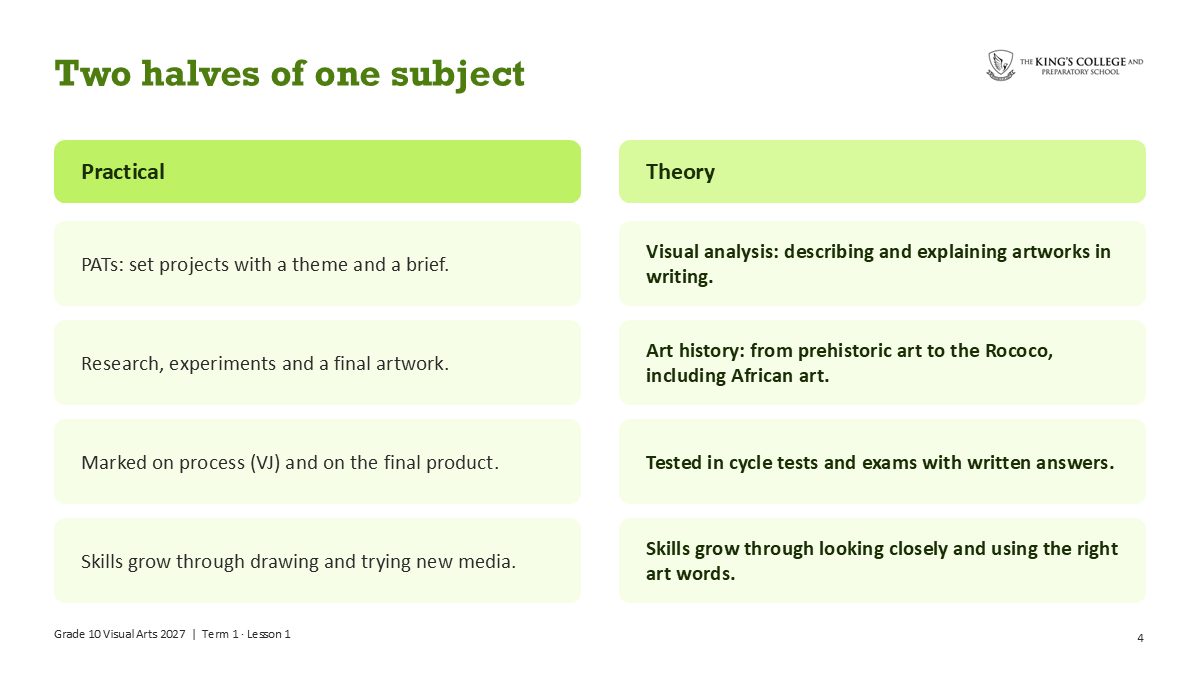 Two halves of one subject
THE KING'S COLLEGE AND
PREPARATORY SCHOOL
Practical
PATs: set projects with a theme and a brief.
Research, experiments and a final artwork.
Marked on process (VJ) and on the final product.
Skills grow through drawing and trying new media.
Theory
Visual analysis: describing and explaining artworks in
writing.
Art history: from prehistoric art to the Rococo,
including African art.
Tested in cycle tests and exams with written answers.
Skills grow through looking closely and using the right
art words.
Grade 10 Visual Arts 2027 | Term 1 · Lesson 1
4